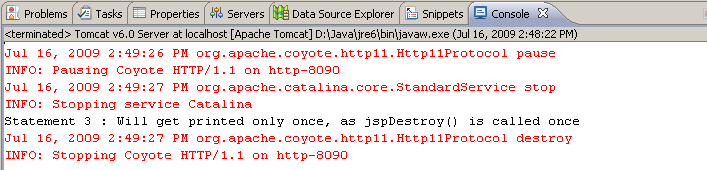 Problems Tasks Properties Servers Data Source Explorer Snippets Console
<terminated> Tomcat v6.0 Server at localhost [Apache Tomcat] D:\Java\jre6\bin\javaw.exe (Jul 16, 2009 2:48:22 PM)
Jul 16, 2009 2:49:26 PM org.apache.coyote.http11.Http11Protocol pause
INFO: Pausing Coyote HTTP/1.1 on http-8090
Jul 16, 2009 2:49:27 PM org.apache.catalina.core.StandardService stop
INFO: Stopping service Catalina
Statement 3 : Will get printed only once, as jspDestroy() is called once
Jul 16, 2009 2:49:27 PM org.apache.coyote.http11.Http11Protocol destroy
INFO: Stopping Coyote HTTP/1.1 on http-8090